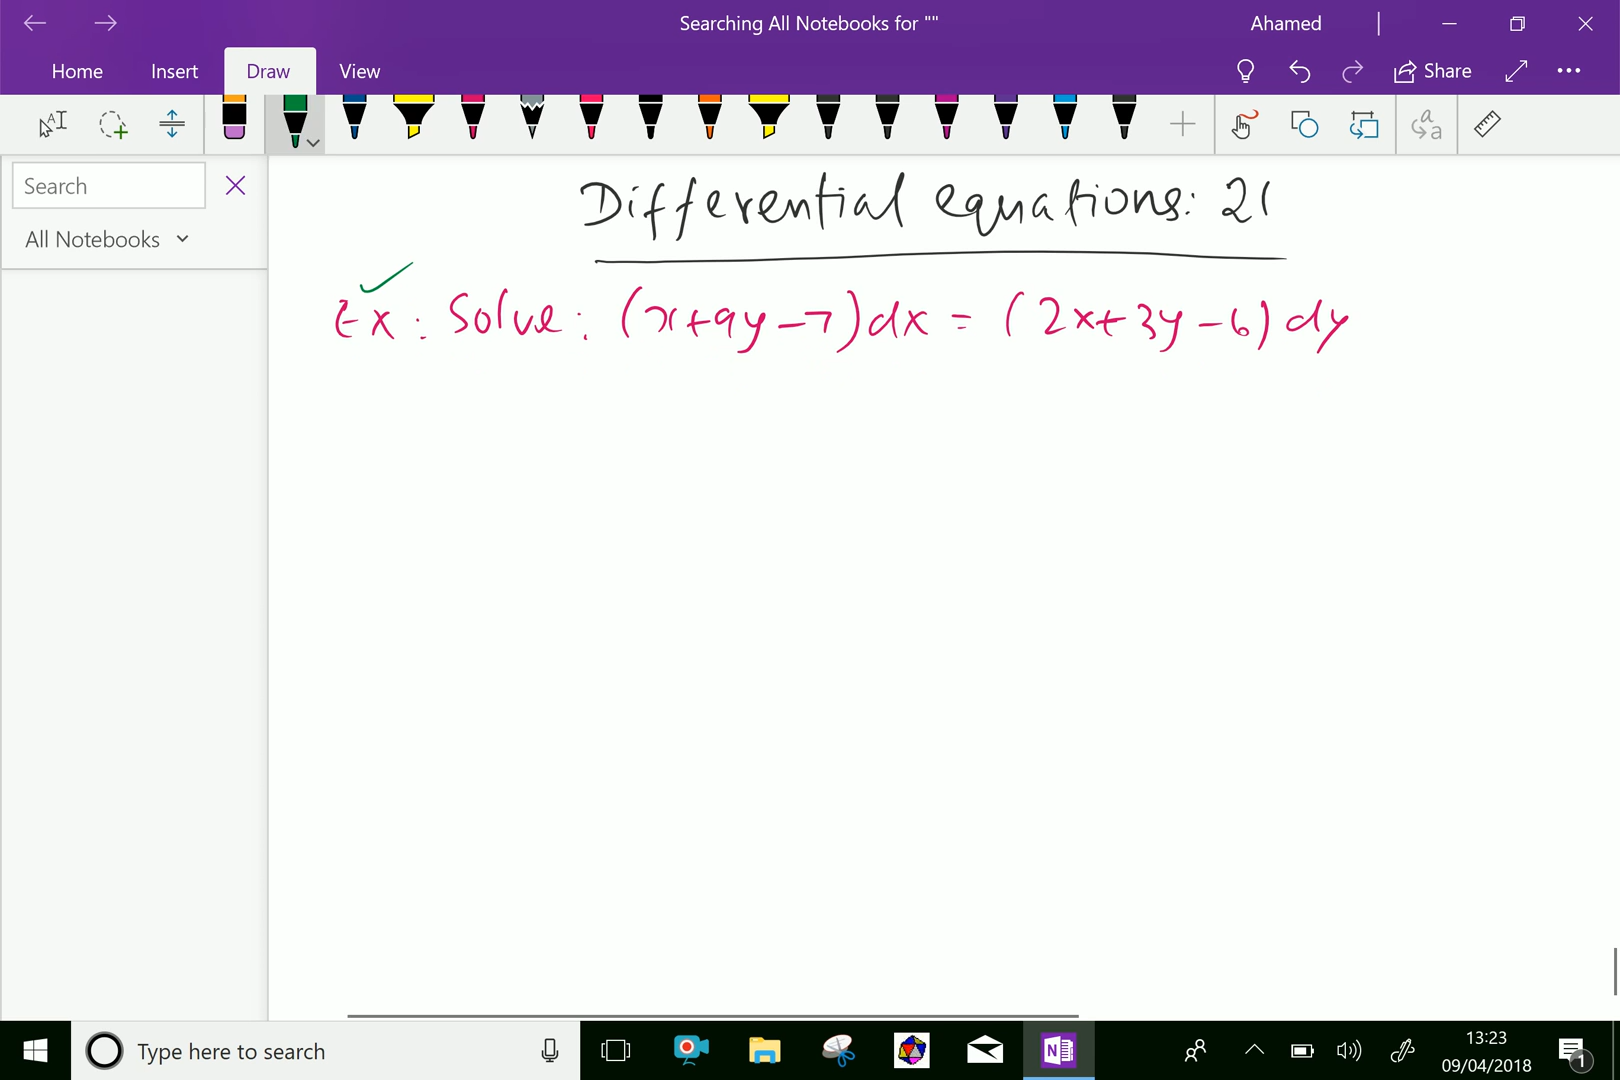 Searching All Notebooks for ""
Ahamed
Home Insert Draw View
Share
Search
All Notebooks
Differential equations: 21
Ex: Solve: (x+9y-7)dx = (2x+3y-6)dy
Type here to search
13:23
09/04/2018
1